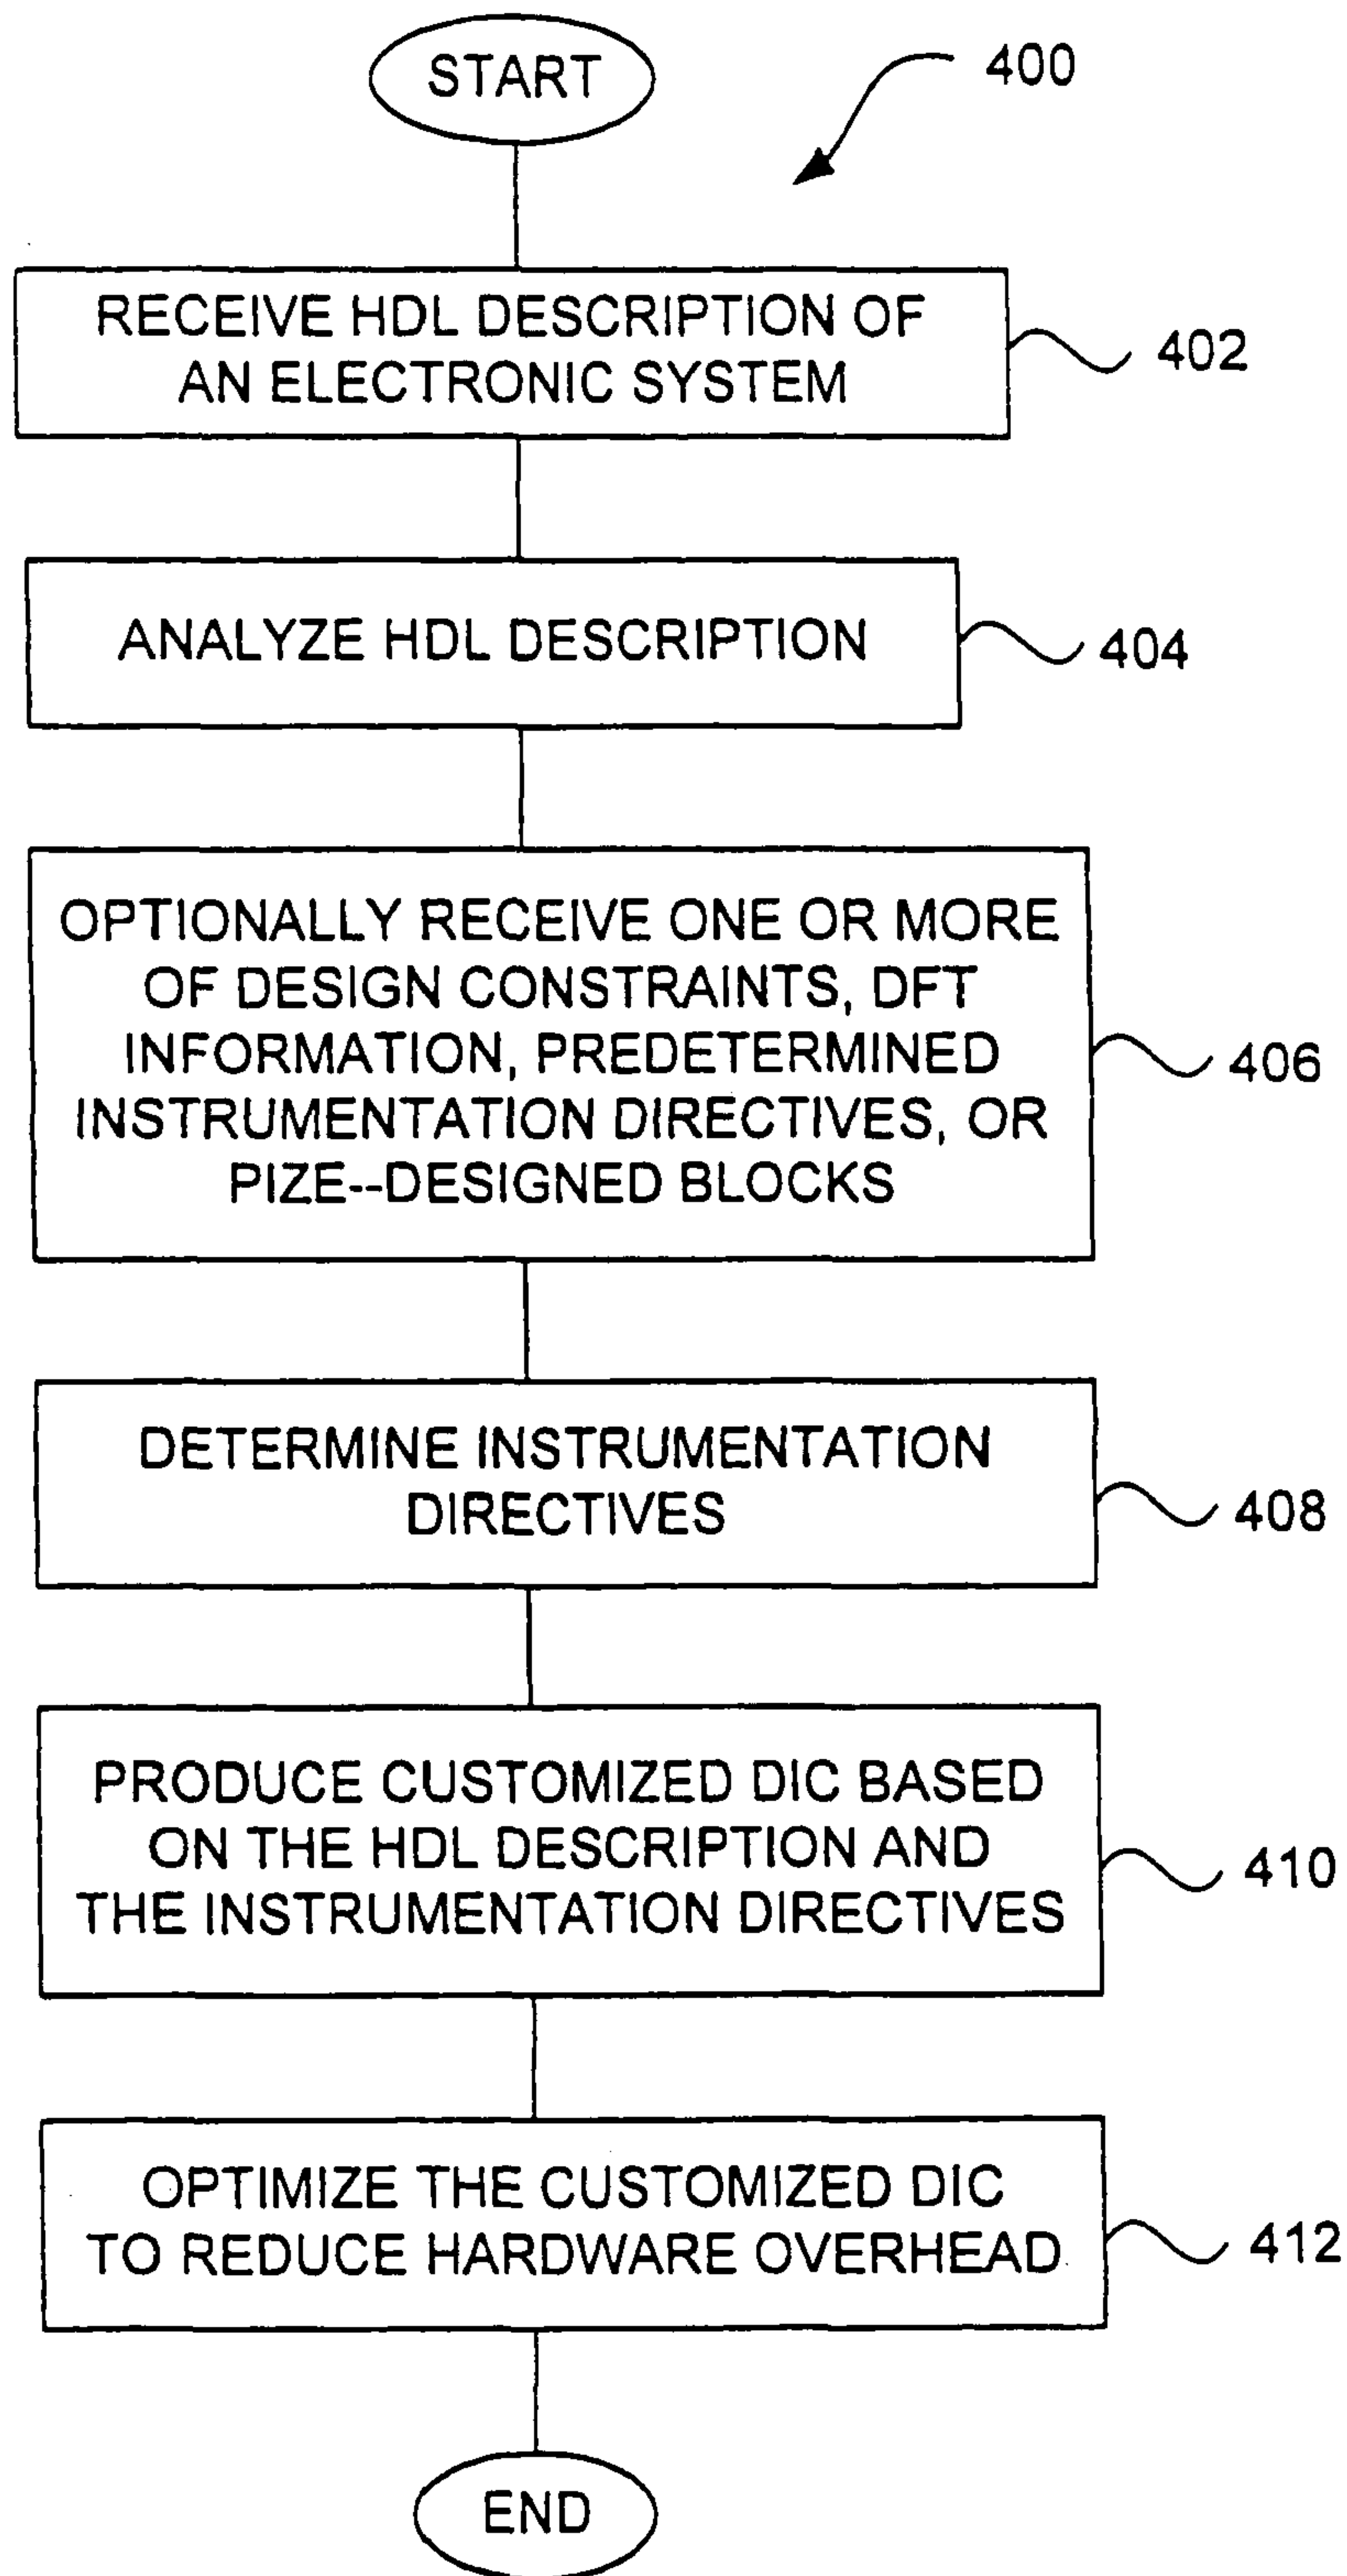 START
400
RECEIVE HDL DESCRIPTION OF
AN ELECTRONIC SYSTEM
402
ANALYZE HDL DESCRIPTION
404
OPTIONALLY RECEIVE ONE OR MORE
OF DESIGN CONSTRAINTS, DFT
INFORMATION, PREDETERMINED
INSTRUMENTATION DIRECTIVES, OR
PIZE--DESIGNED BLOCKS
406
DETERMINE INSTRUMENTATION
DIRECTIVES
408
PRODUCE CUSTOMIZED DIC BASED
ON THE HDL DESCRIPTION AND
THE INSTRUMENTATION DIRECTIVES
410
OPTIMIZE THE CUSTOMIZED DIC
TO REDUCE HARDWARE OVERHEAD
412
END